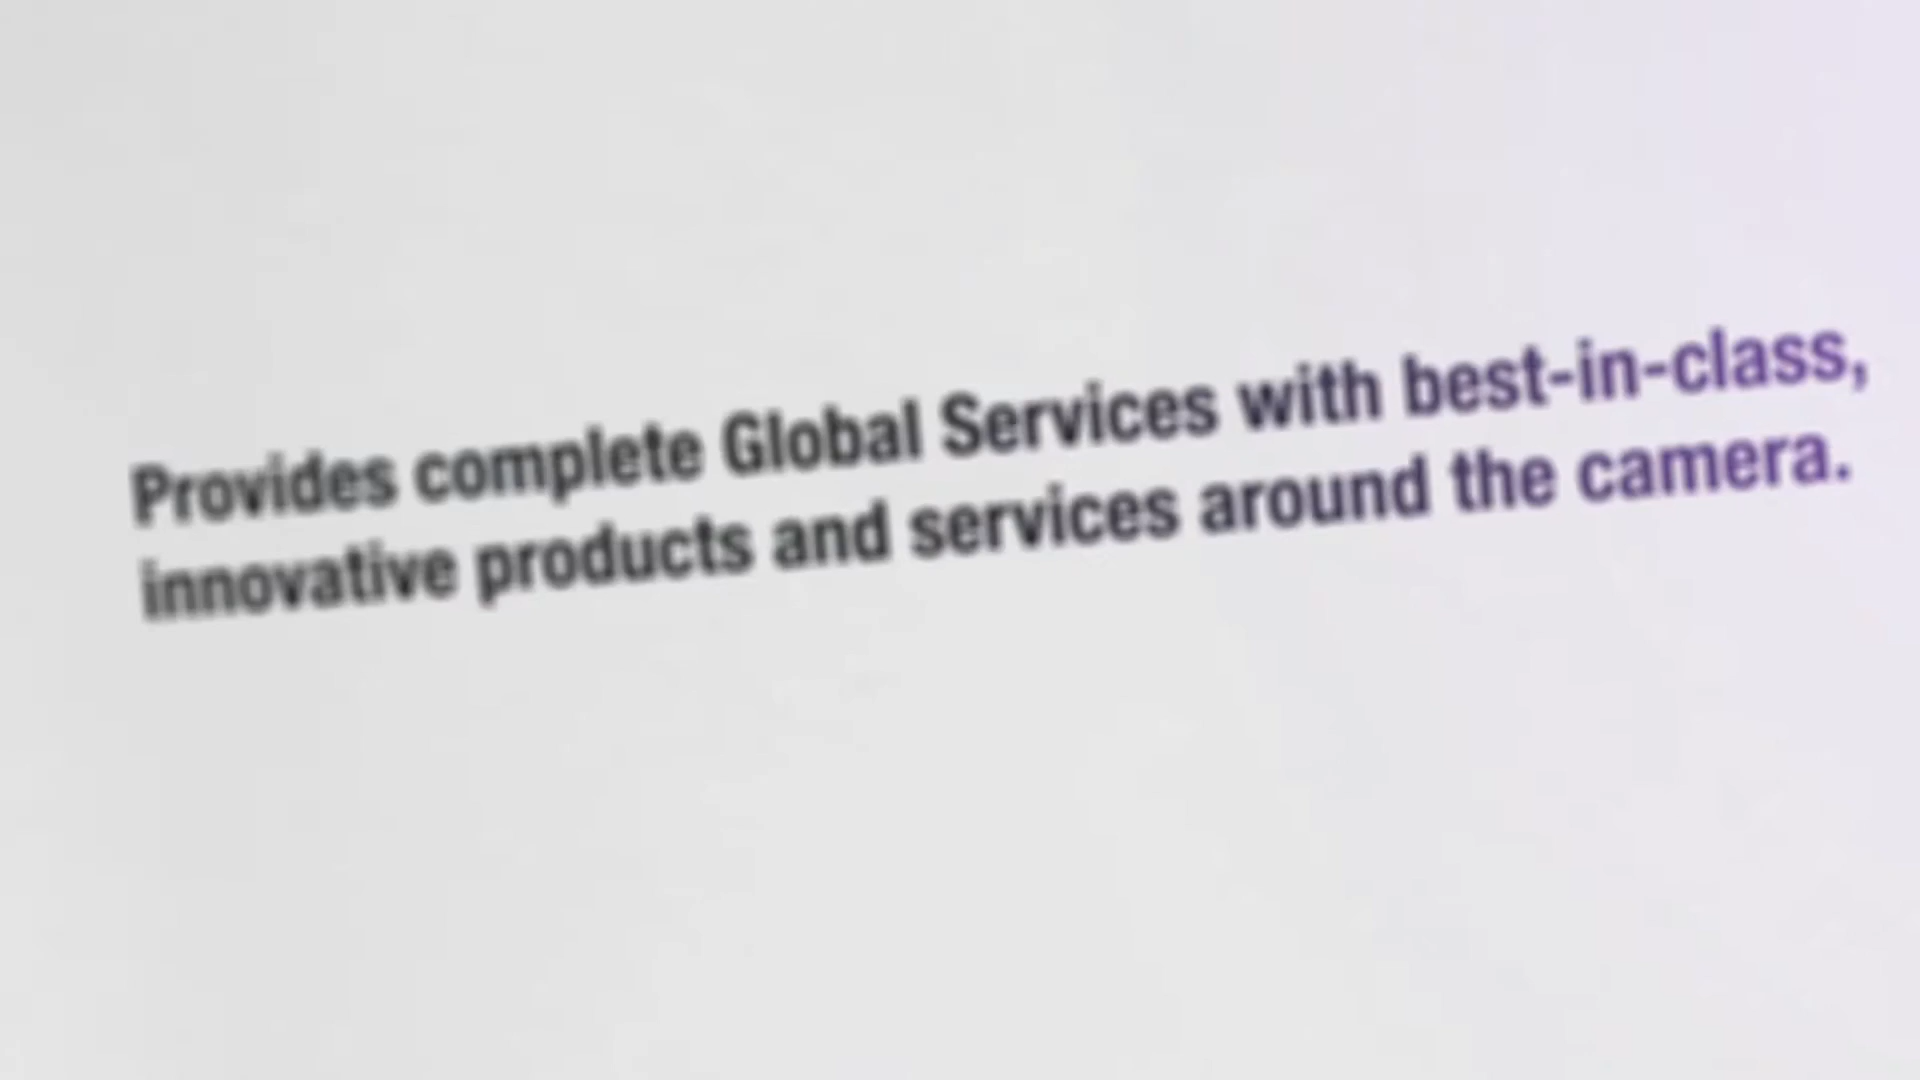 Provides complete Global Services with best-in-class,
innovative products and services around the camera.